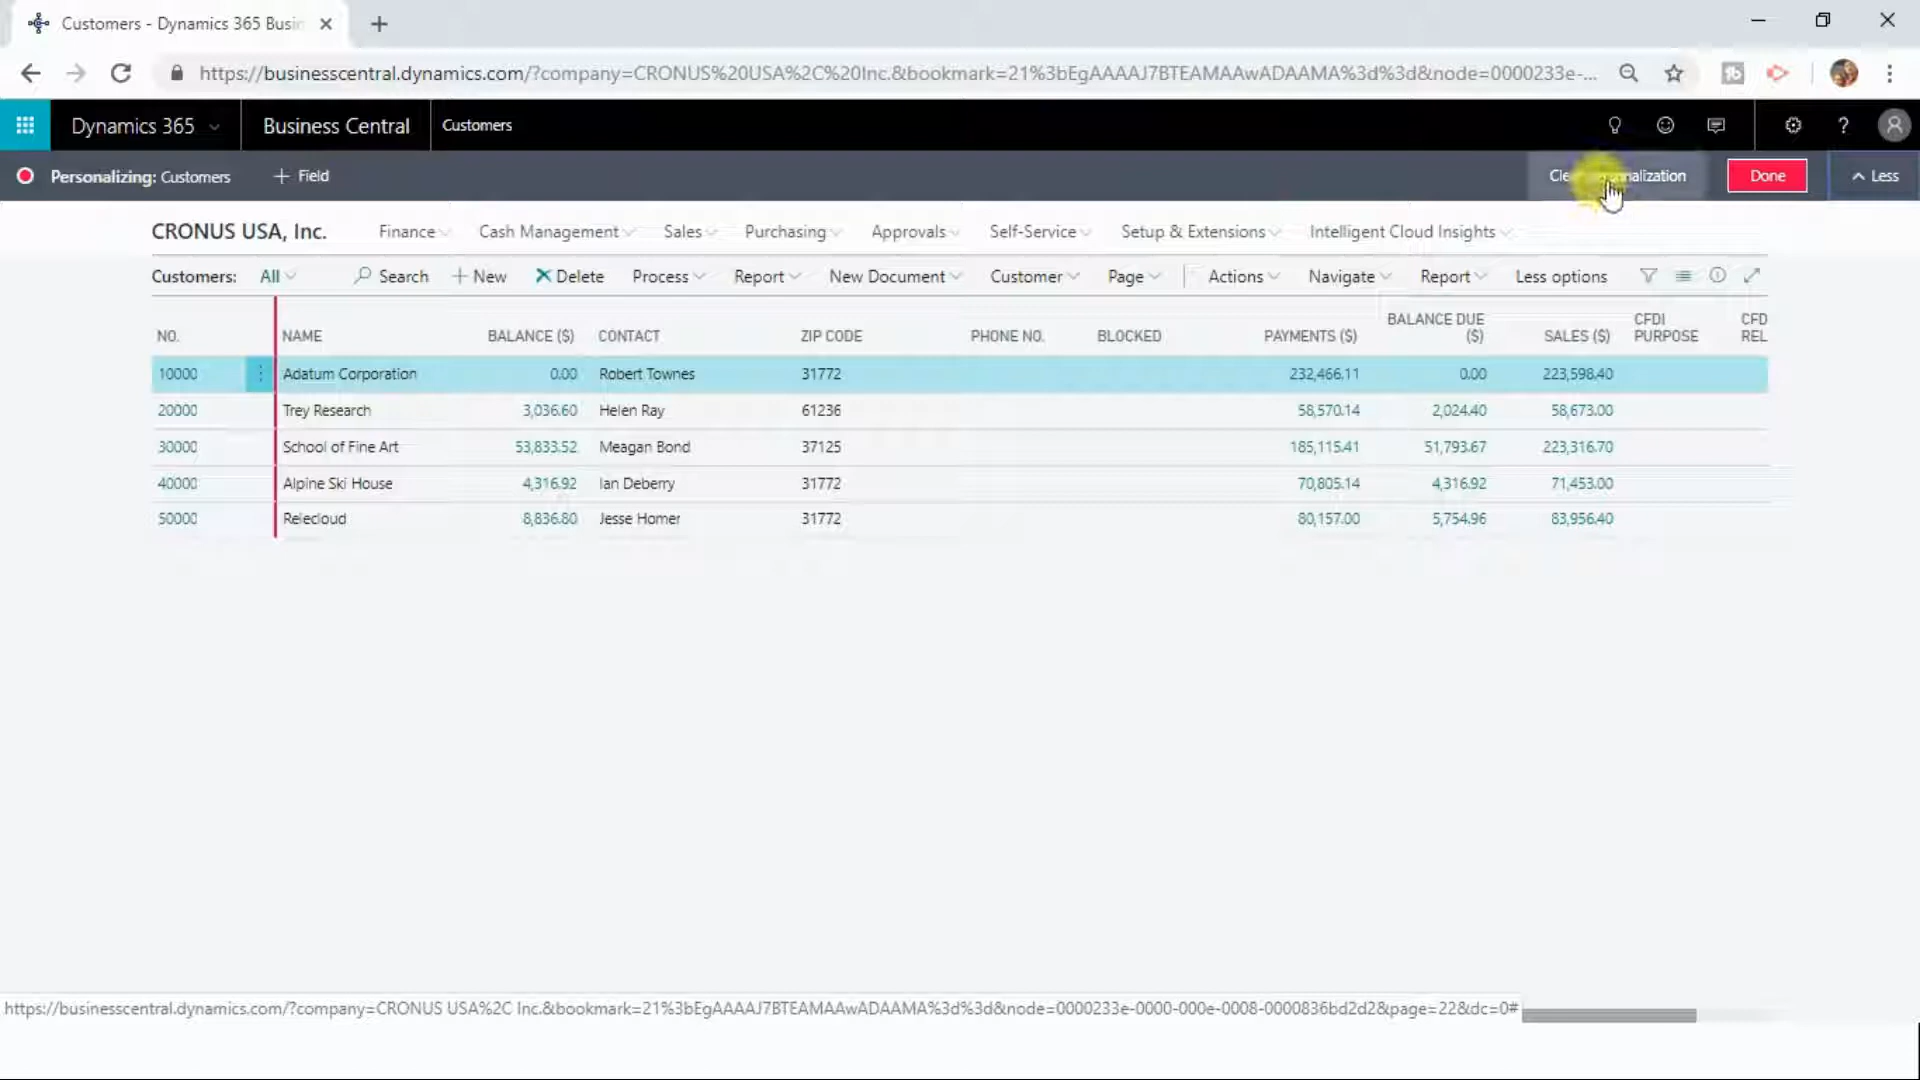 Customers - Dynamics 365 Busin
https://businesscentral.dynamics.com/?company=CRONUS%20USA%2C%20Inc.&bookmark=21%3bEgAAAAJ7BTEAMAAwADAAMA%3d%3d&node=0000233e-...
Dynamics 365 Business Central Customers ?
Personalizing: Customers + Field Done Less
CRONUS USA, Inc. Finance Cash Management Sales Purchasing Approvals Self-Service Setup & Extensions Intelligent Cloud Insights
Customers: All Search + New Delete Process Report New Document Customer Page Actions Navigate Report Less options
NO. NAME BALANCE ($) CONTACT ZIP CODE PHONE NO. BLOCKED PAYMENTS ($) BALANCE DUE ($) SALES ($) CFDI PURPOSE CFD REL
10000 Adatum Corporation 0.00 Robert Townes 31772 232,466.11 0.00 223,598.40
20000 Trey Research 3,036.60 Helen Ray 61236 58,570.14 2,024.40 58,673.00
30000 School of Fine Art 53,833.52 Meagan Bond 37125 185,115.41 51,793.67 223,316.70
40000 Alpine Ski House 4,316.92 Ian Deberry 31772 70,805.14 4,316.92 71,453.00
50000 Relecloud 8,836.80 Jesse Homer 31772 80,157.00 5,754.96 83,956.40
https://businesscentral.dynamics.com/?company=CRONUS USA%2C Inc.&bookmark=21%3bEgAAAAJ7BTEAMAAwADAAMA%3d%3d&node=0000233e-0000-000e-0008-0000836bd2d2&page=22&dc=0#